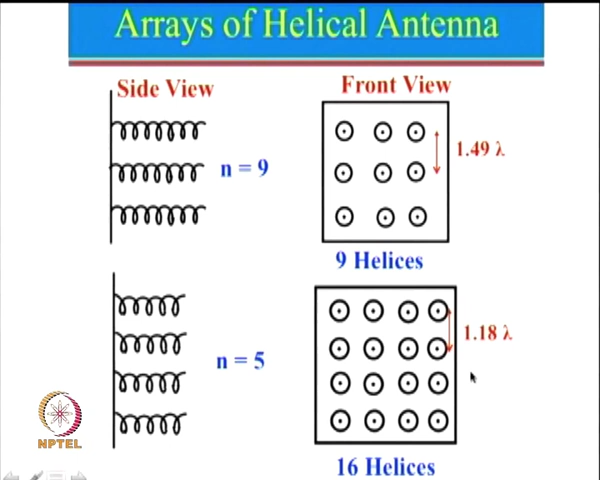 Arrays of Helical Antenna
Side View
Front View
n = 9
1.49 λ
9 Helices
n = 5
1.18 λ
16 Helices
NPTEL